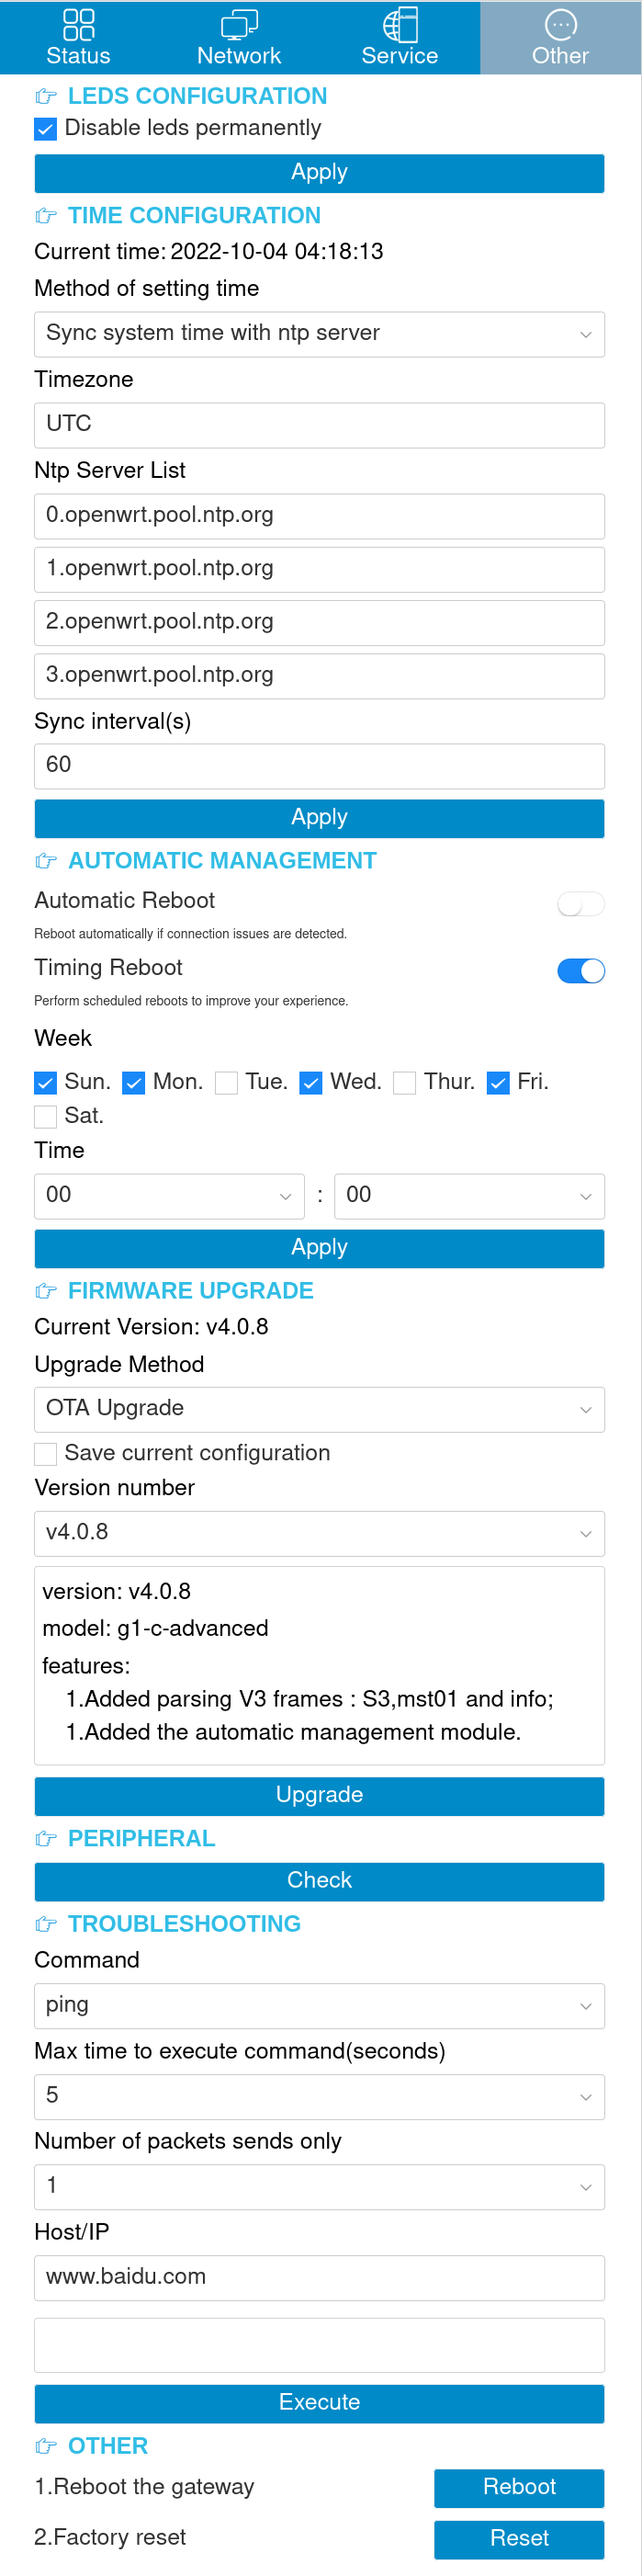 Status Network Service Other
LEDS CONFIGURATION
Disable leds permanently
Apply
TIME CONFIGURATION
Current time: 2022-10-04 04:18:13
Method of setting time
Sync system time with ntp server
Timezone
UTC
Ntp Server List
0.openwrt.pool.ntp.org
1.openwrt.pool.ntp.org
2.openwrt.pool.ntp.org
3.openwrt.pool.ntp.org
Sync interval(s)
60
Apply
AUTOMATIC MANAGEMENT
Automatic Reboot
Reboot automatically if connection issues are detected.
Timing Reboot
Perform scheduled reboots to improve your experience.
Week
Sun. Mon. Tue. Wed. Thur. Fri.
Sat.
Time
00 : 00
Apply
FIRMWARE UPGRADE
Current Version: v4.0.8
Upgrade Method
OTA Upgrade
Save current configuration
Version number
v4.0.8
version: v4.0.8
model: g1-c-advanced
features:
1.Added parsing V3 frames : S3,mst01 and info;
1.Added the automatic management module.
Upgrade
PERIPHERAL
Check
TROUBLESHOOTING
Command
ping
Max time to execute command(seconds)
5
Number of packets sends only
1
Host/IP
www.baidu.com
Execute
OTHER
1.Reboot the gateway Reboot
2.Factory reset Reset